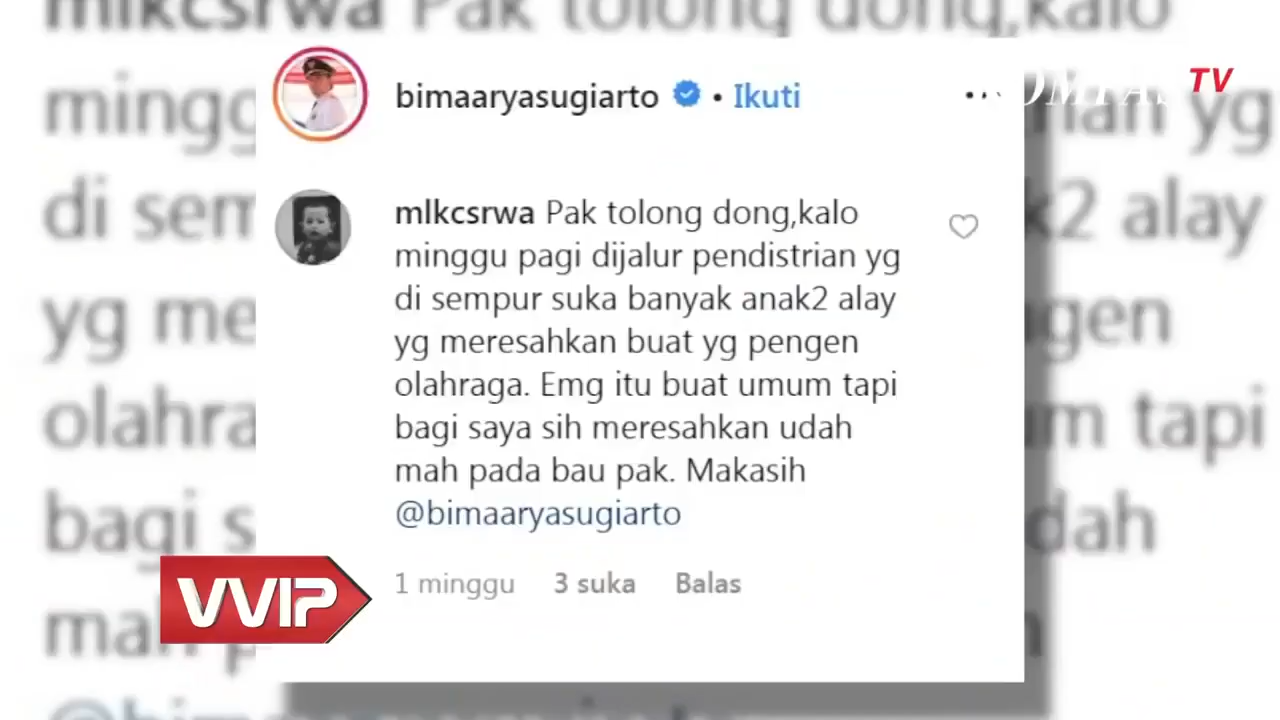 bimaaryasugiarto • Ikuti
KOMPAS TV
mlkcsrwa Pak tolong dong,kalo
minggu pagi dijalur pendistrian yg
di sempur suka banyak anak2 alay
yg meresahkan buat yg pengen
olahraga. Emg itu buat umum tapi
bagi saya sih meresahkan udah
mah pada bau pak. Makasih
@bimaaryasugiarto
1 minggu 3 suka Balas
VVIP